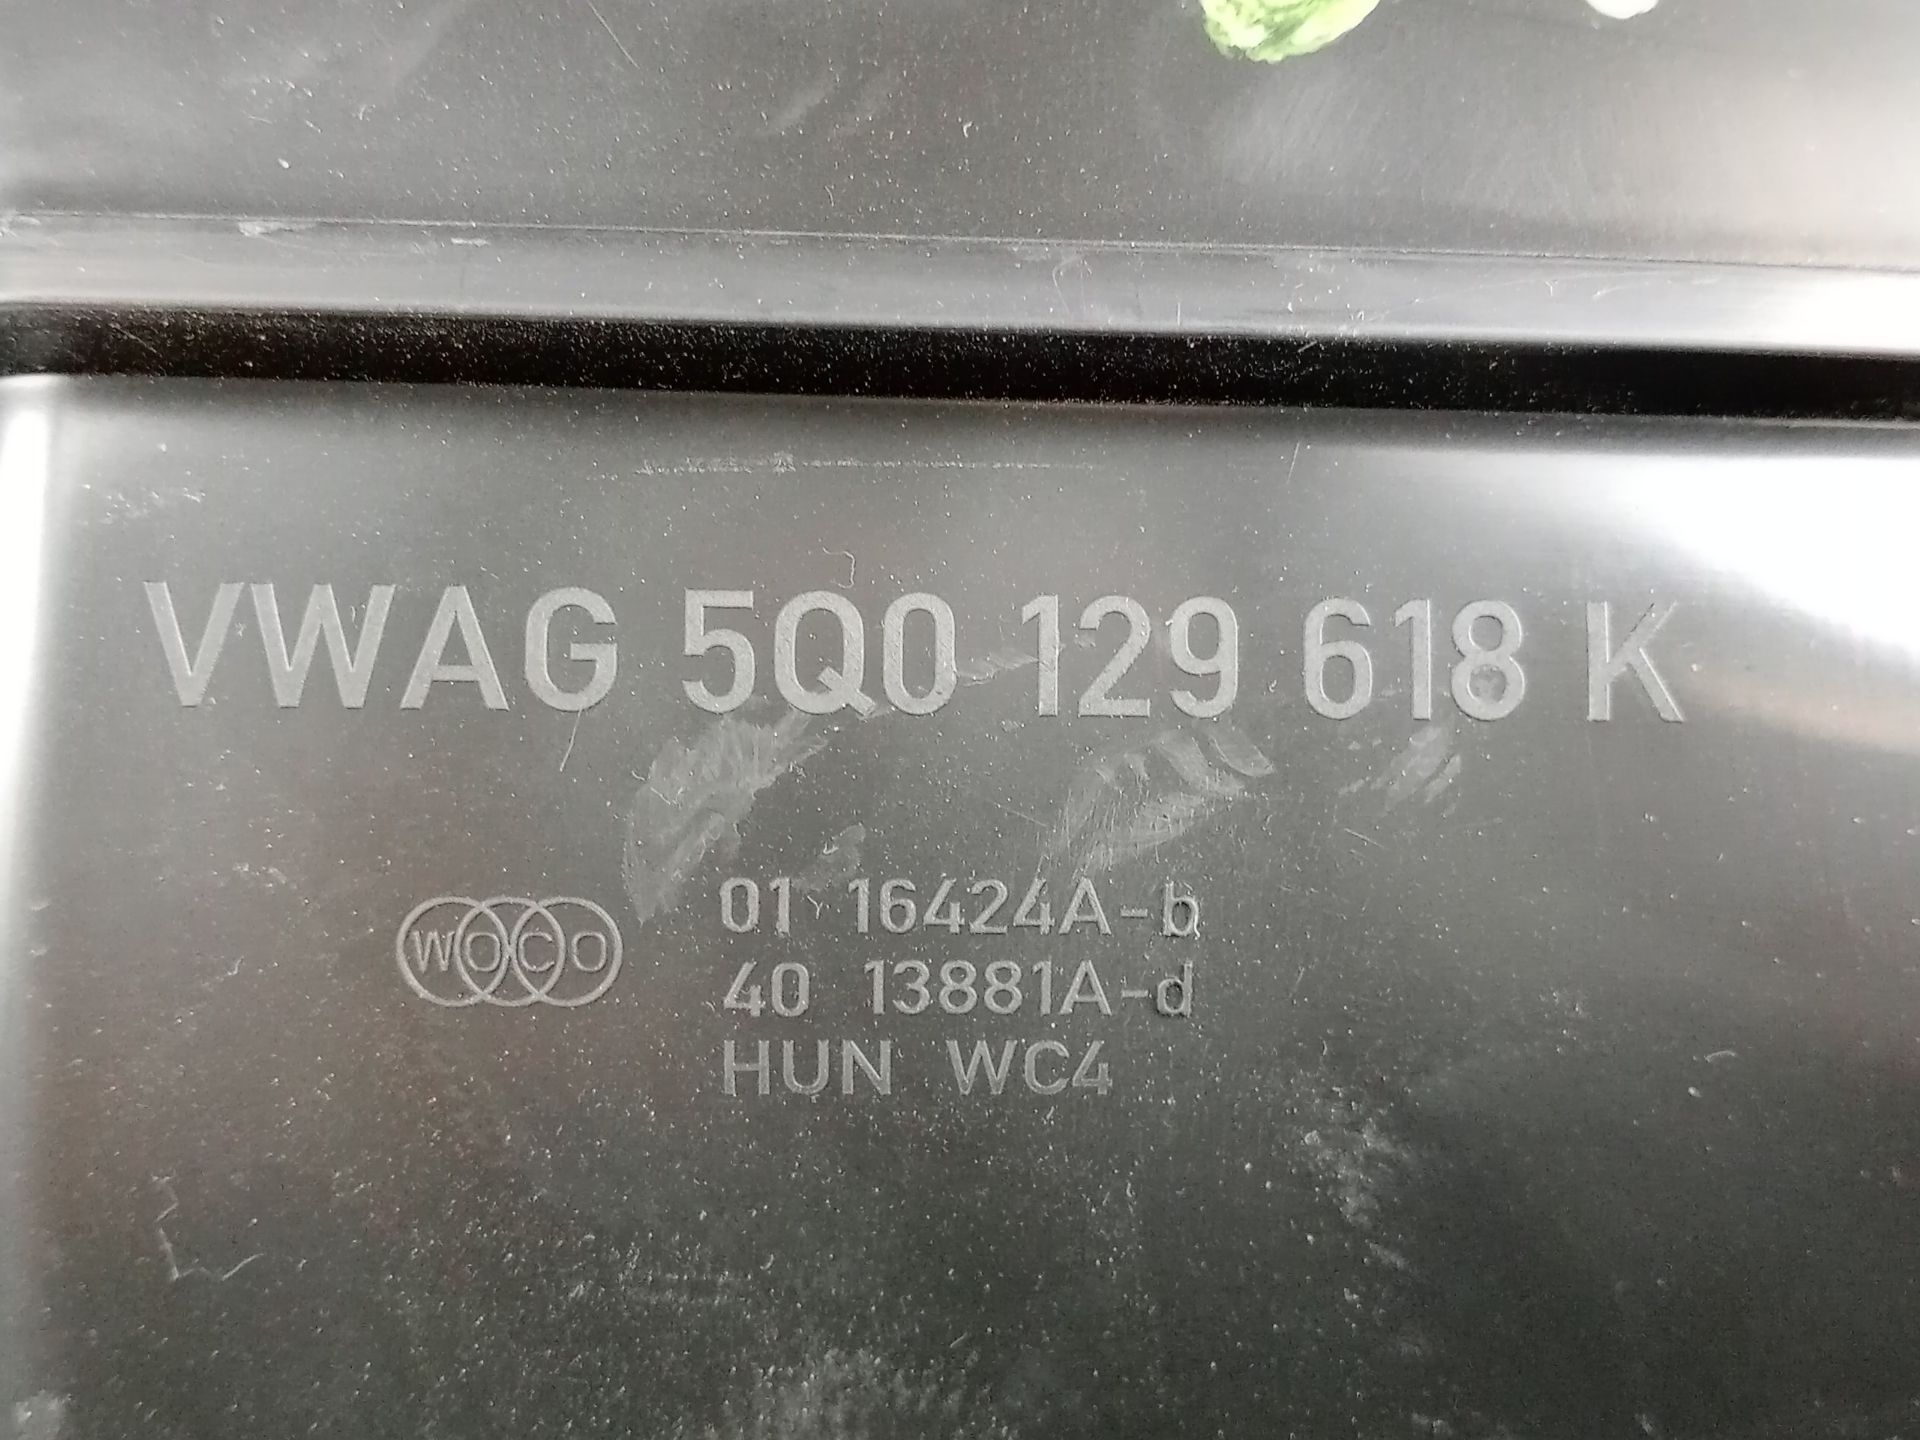 VWAG 5Q0 129 618 K
WOCO
01 16424A-b
40 13881A-d
HUN WC4